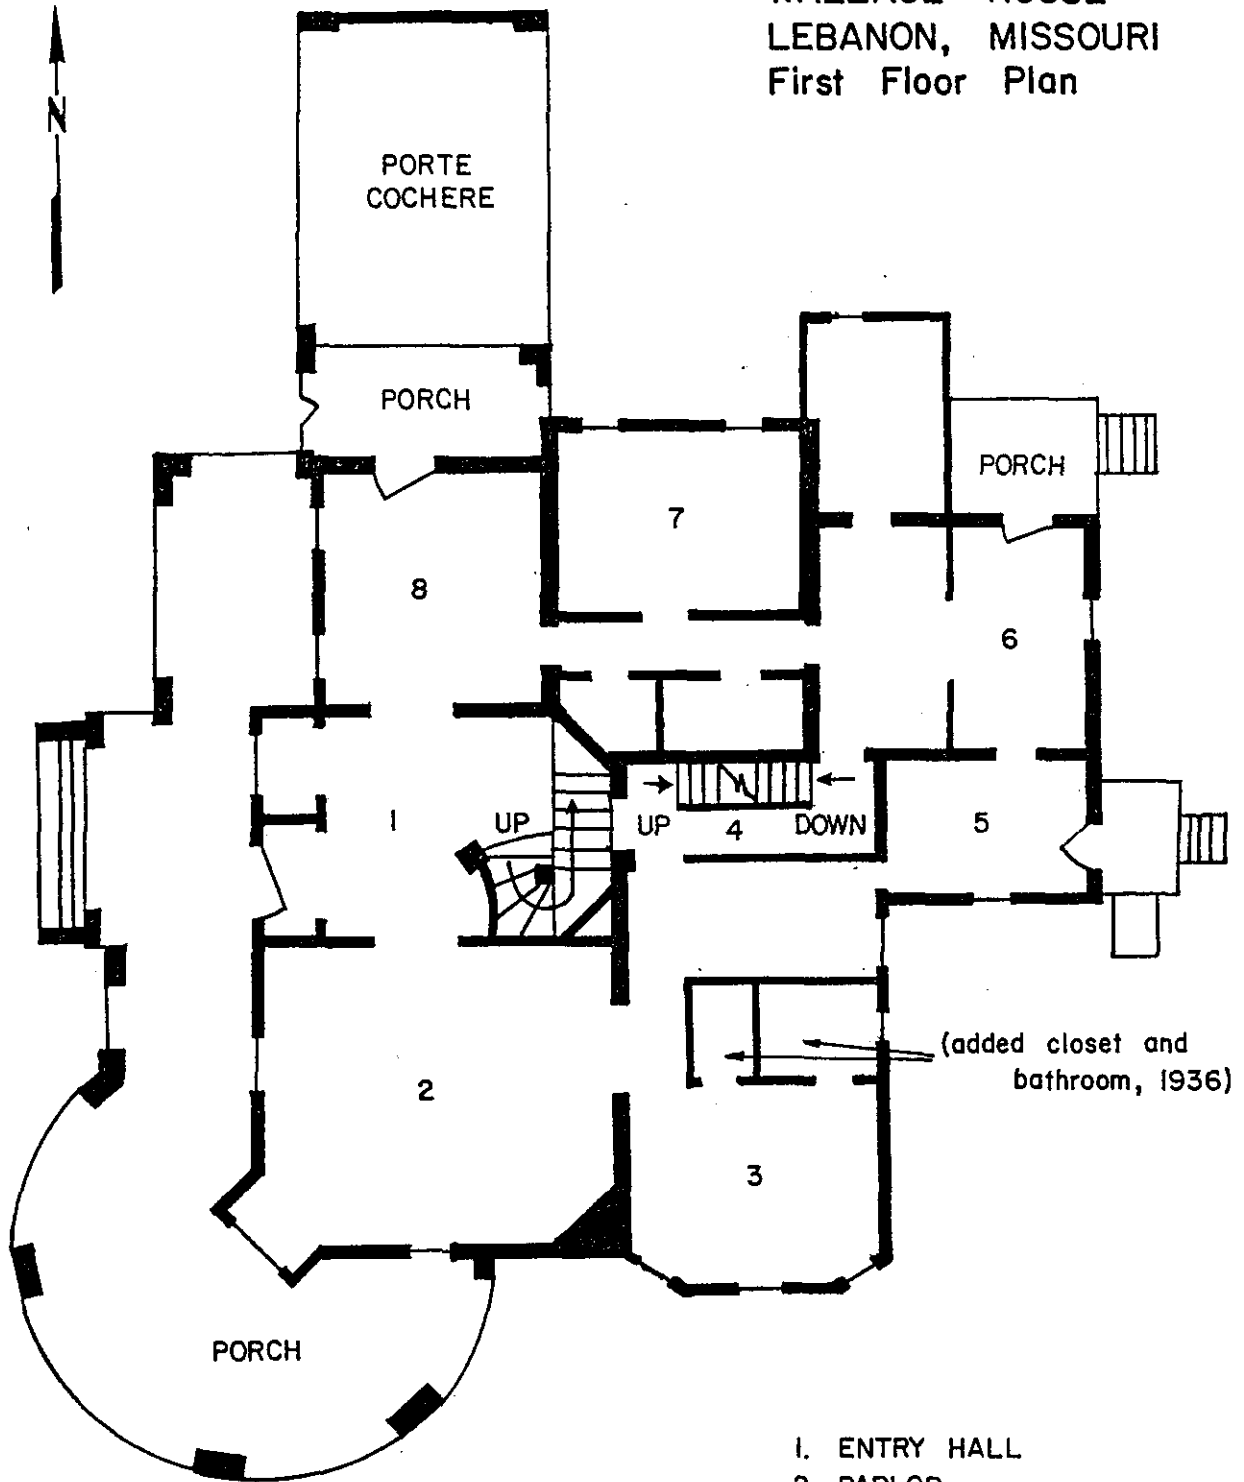 LEBANON, MISSOURI
First Floor Plan
N
PORTE
COCHERE
PORCH
PORCH
7
8
6
1
UP
UP
4
DOWN
5
(added closet and
bathroom, 1936)
2
3
PORCH
1. ENTRY HALL